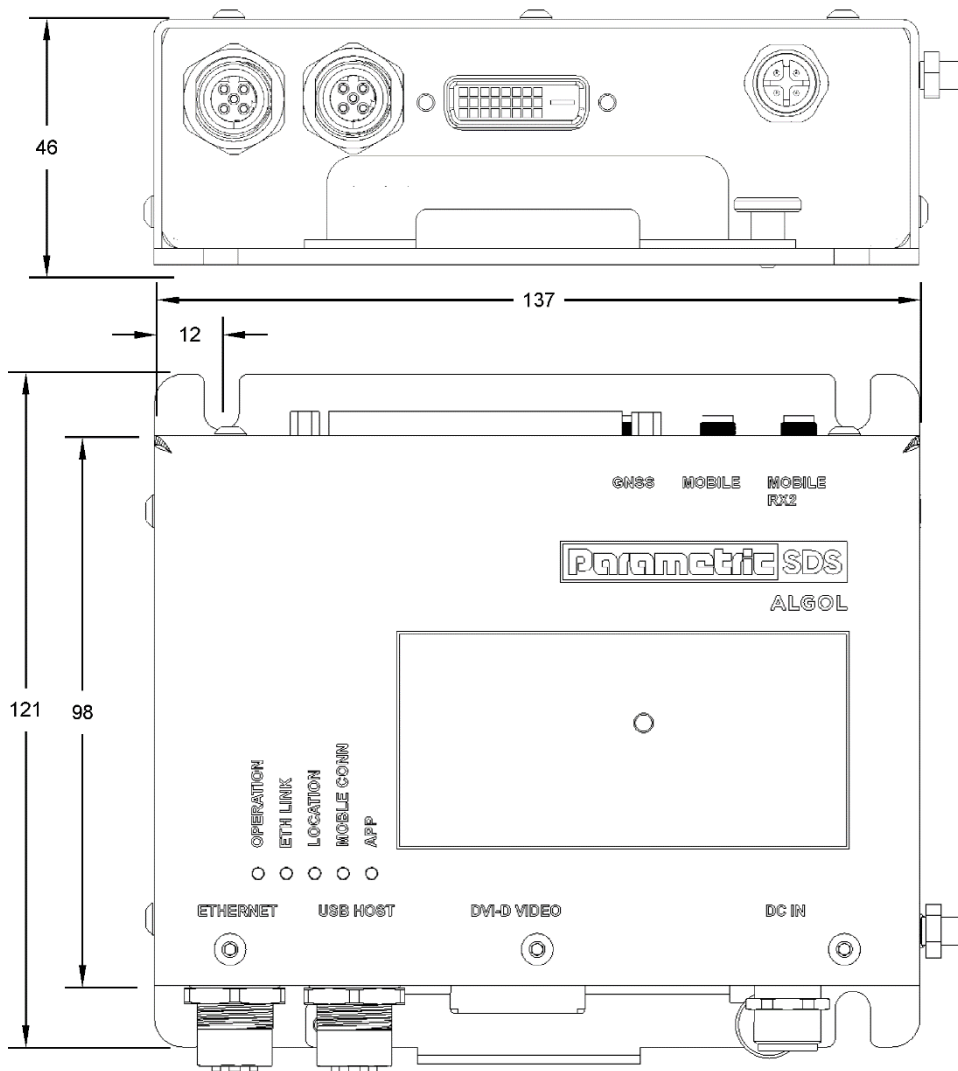 46
137
12
121
98
GNSS
MOBILE
MOBILE
RX2
Parametric SDS
ALGOL
OPERATION
ETH LINK
LOCATION
MOBLE CONN
APP
ETHERNET
USB HOST
DVI-D VIDEO
DC IN